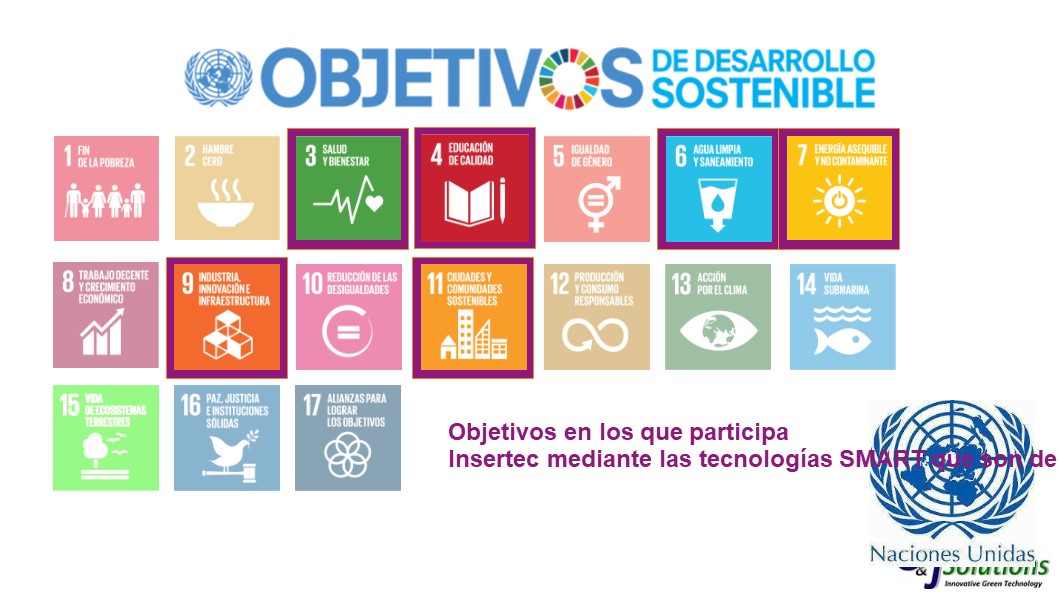 OBJETIVOS
DE DESARROLLO
SOSTENIBLE
1 FIN
DE LA POBREZA
2 HAMBRE
CERO
3 SALUD
Y BIENESTAR
4 EDUCACIÓN
DE CALIDAD
5 IGUALDAD
DE GÉNERO
6 AGUA LIMPIA
Y SANEAMIENTO
7 ENERGÍA ASEQUIBLE
Y NO CONTAMINANTE
8 TRABAJO DECENTE
Y CRECIMIENTO
ECONÓMICO
9 INDUSTRIA,
INNOVACIÓN E
INFRAESTRUCTURA
10 REDUCCIÓN DE LAS
DESIGUALDADES
11 CIUDADES Y
COMUNIDADES
SOSTENIBLES
12 PRODUCCIÓN
Y CONSUMO
RESPONSABLES
13 ACCIÓN
POR EL CLIMA
14 VIDA
SUBMARINA
15 VIDA
DE ECOSISTEMAS
TERRESTRES
16 PAZ, JUSTICIA
E INSTITUCIONES
SÓLIDAS
17 ALIANZAS PARA
LOGRAR
LOS OBJETIVOS
Objetivos en los que participa
Insertec mediante las tecnologías SMART que son de
Naciones Unidas
&J Solutions
Innovative Green Technology